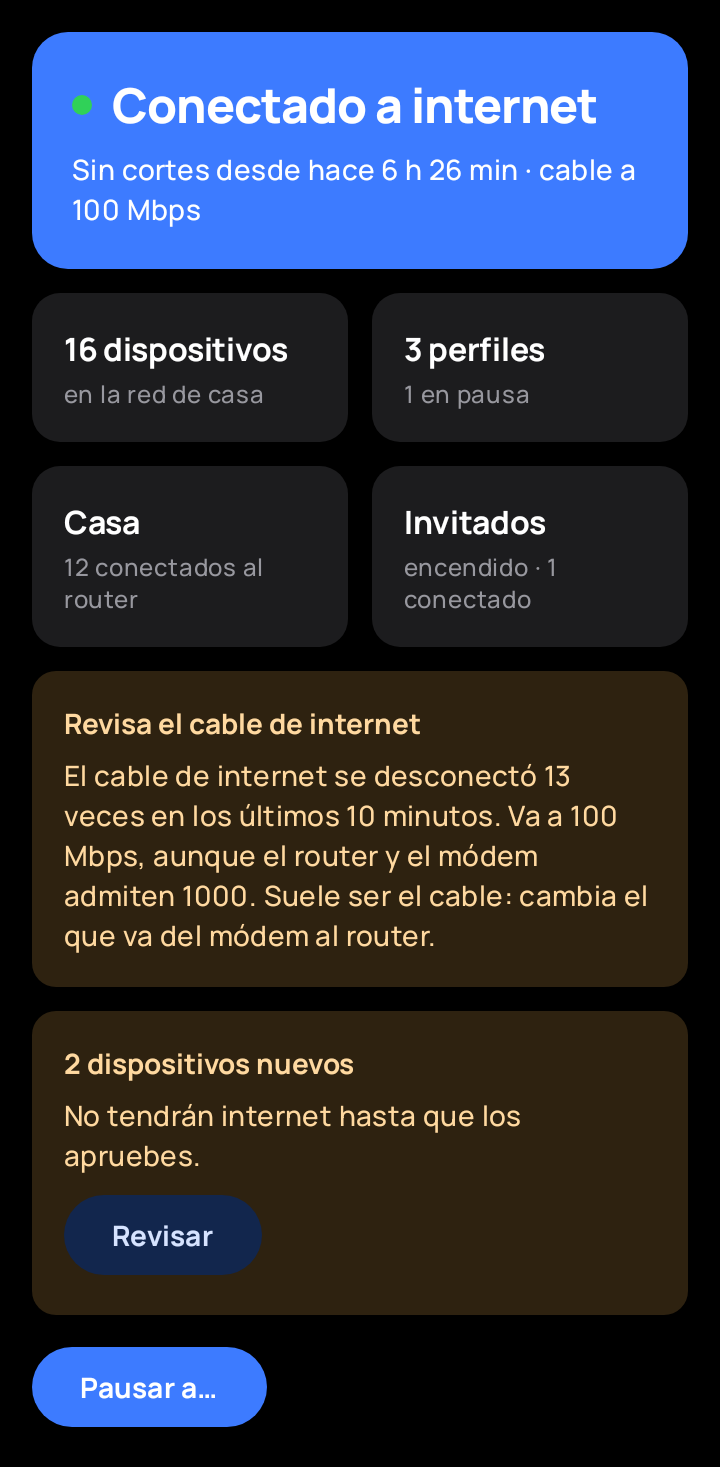 Conectado a internet
Sin cortes desde hace 6 h 26 min · cable a
100 Mbps
16 dispositivos
en la red de casa
3 perfiles
1 en pausa
Casa
12 conectados al
router
Invitados
encendido · 1
conectado
Revisa el cable de internet
El cable de internet se desconectó 13
veces en los últimos 10 minutos. Va a 100
Mbps, aunque el router y el módem
admiten 1000. Suele ser el cable: cambia el
que va del módem al router.
2 dispositivos nuevos
No tendrán internet hasta que los
apruebes.
Revisar
Pausar a…